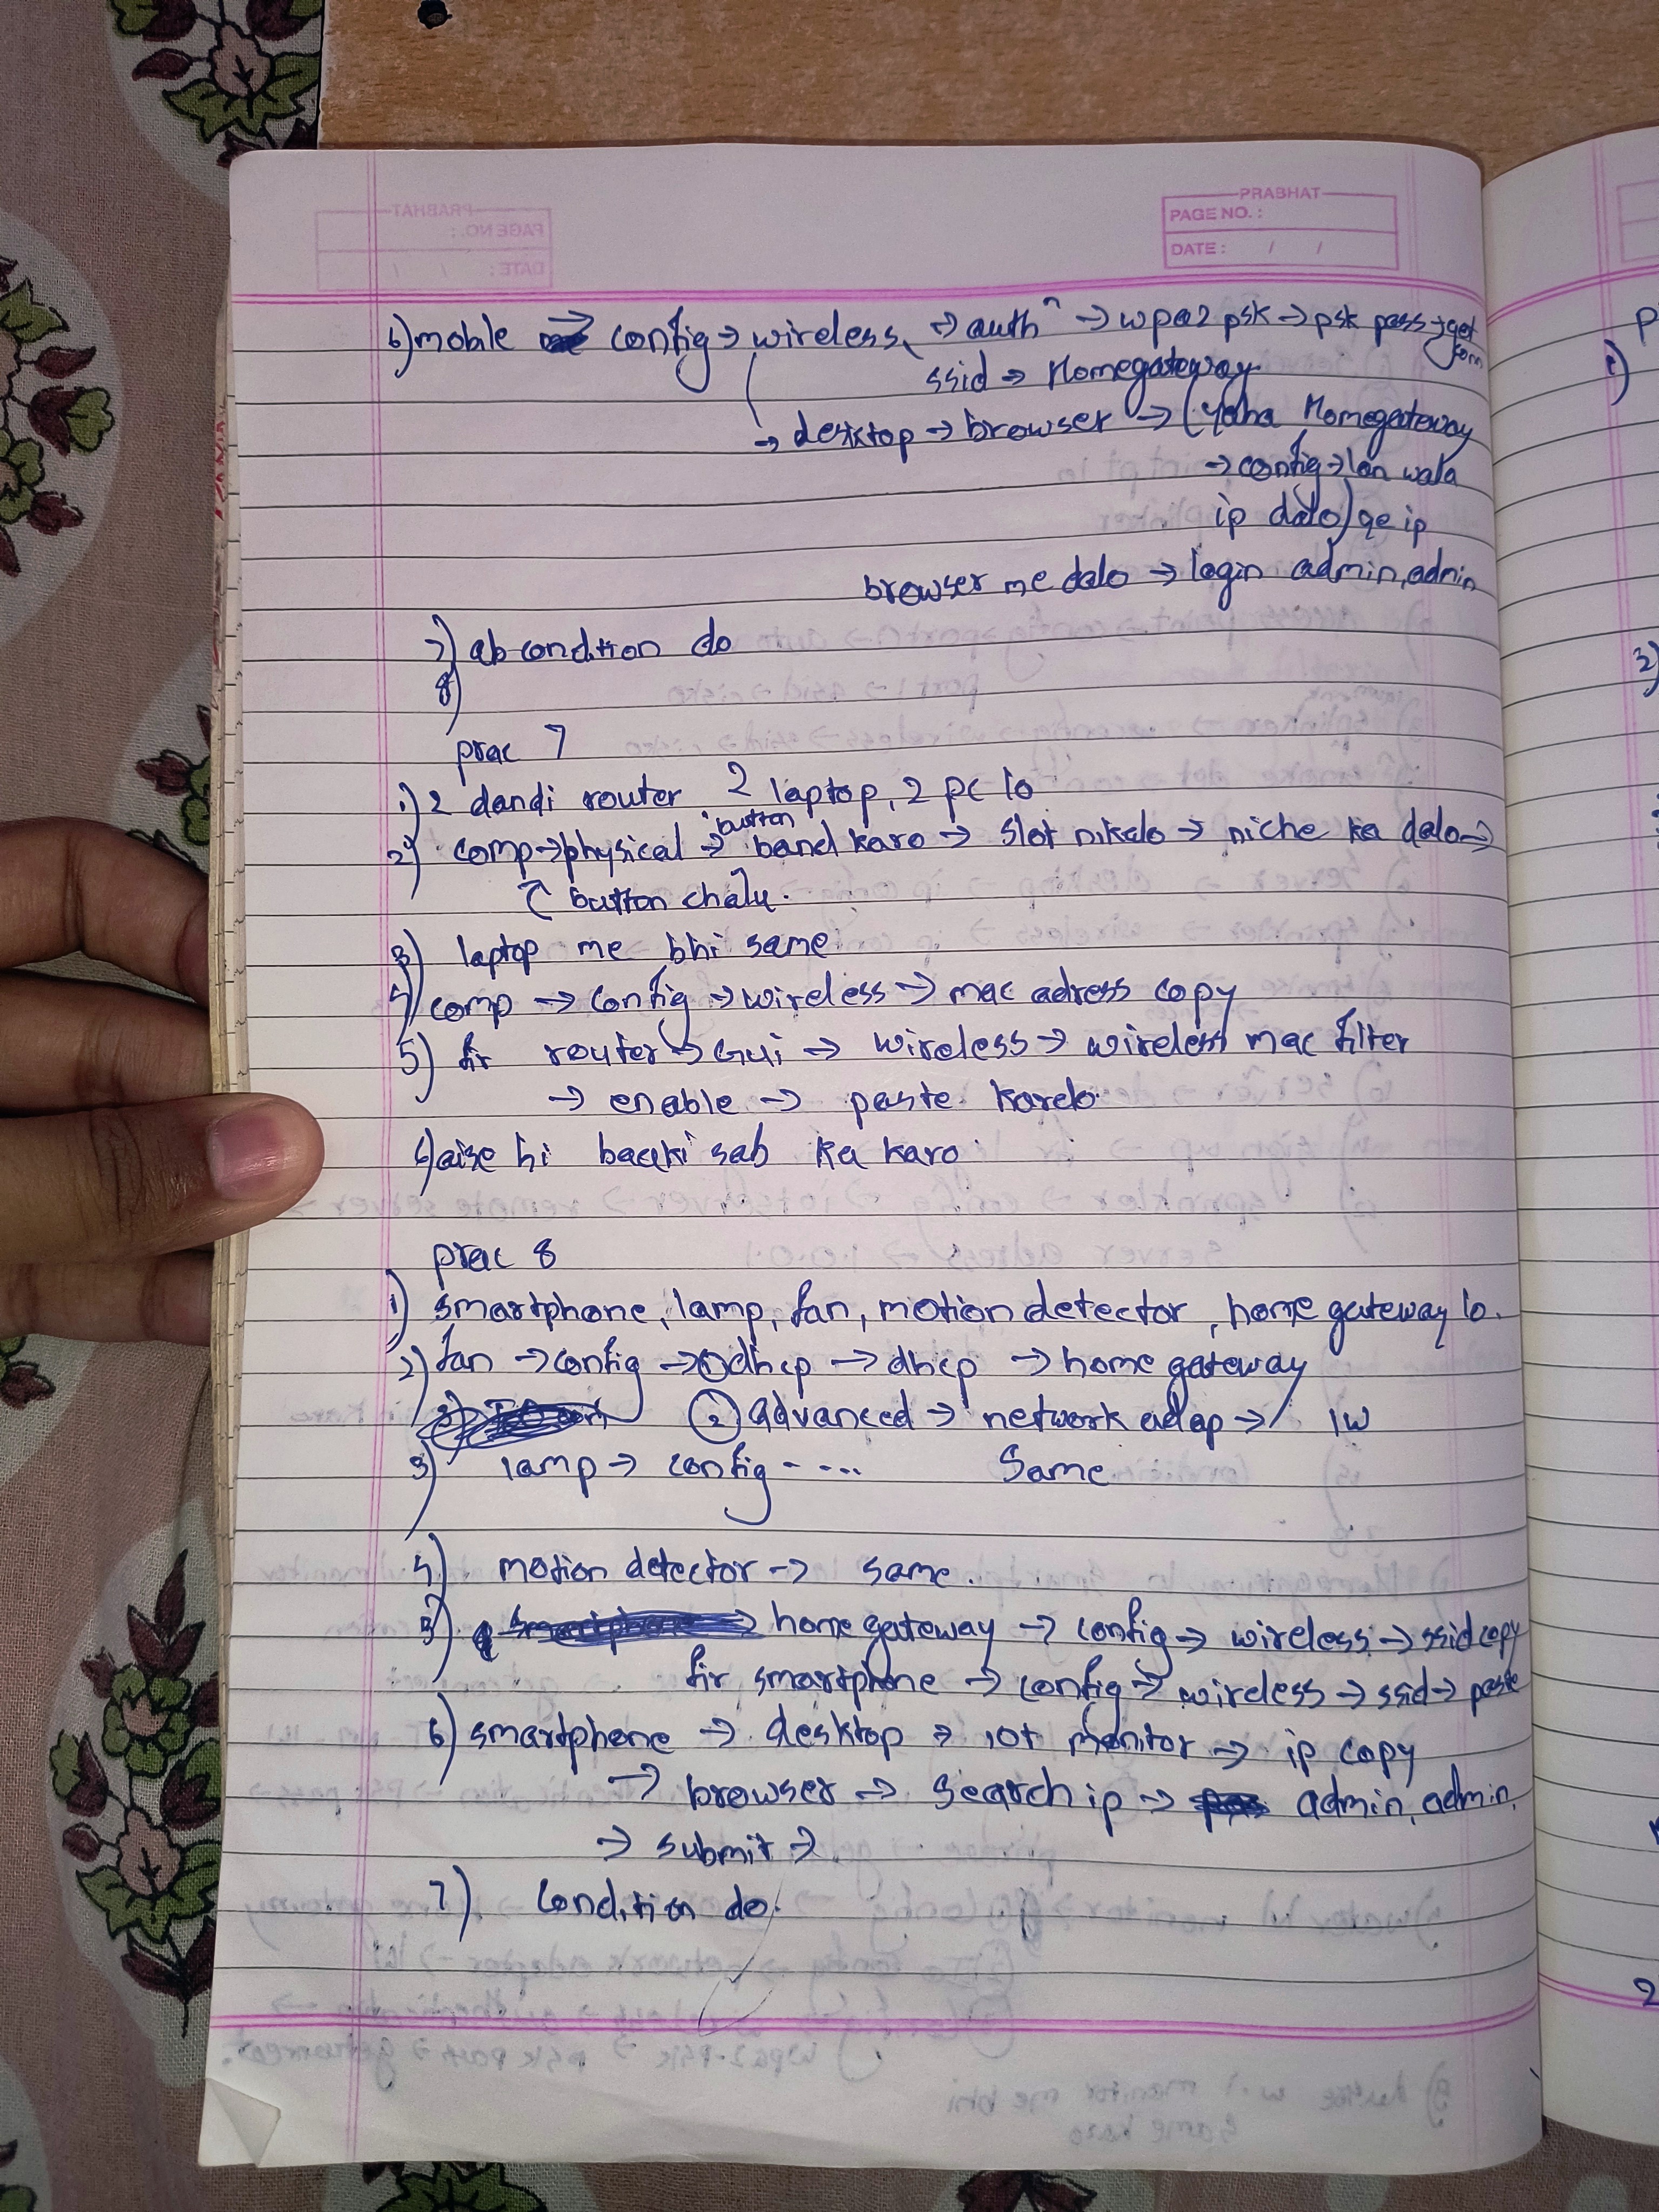 PRABHAT
PAGE NO. :
DATE : / /
6) mobile → config → wireless → authⁿ → wpa2 psk → psk pass → get conn
ssid → Homegateway
→ desktop → browser → (yaha Homegateway
→ config → lan wala
ip dalo) ye ip
browser me dalo → login admin, admin
7) ab condition do
8)
prac 7
1) 2 dandi router 2 laptop, 2 pc lo
2) comp → physical → button band karo → slot nikalo → niche ka dalo →
button chalu.
3) laptop me bhi same
4) comp → config → wireless → mac adress copy
5) fir router → GUI → wireless → wireless mac filter
→ enable → paste kardo
6) aise hi baaki sab ka karo
prac 8
1) smartphone, lamp, fan, motion detector, home gateway lo.
2) fan → config → ① dhcp → dhcp → home gateway
② advanced → network adap → 1W
3) lamp → config - - ... Same
4) motion detector → same.
5) home gateway → config → wireless → ssid copy
fir smartphone → config → wireless → ssid → paste
6) smartphone → desktop → iot monitor → ip copy
→ browser → search ip → admin, admin,
→ submit →
7) condition do.